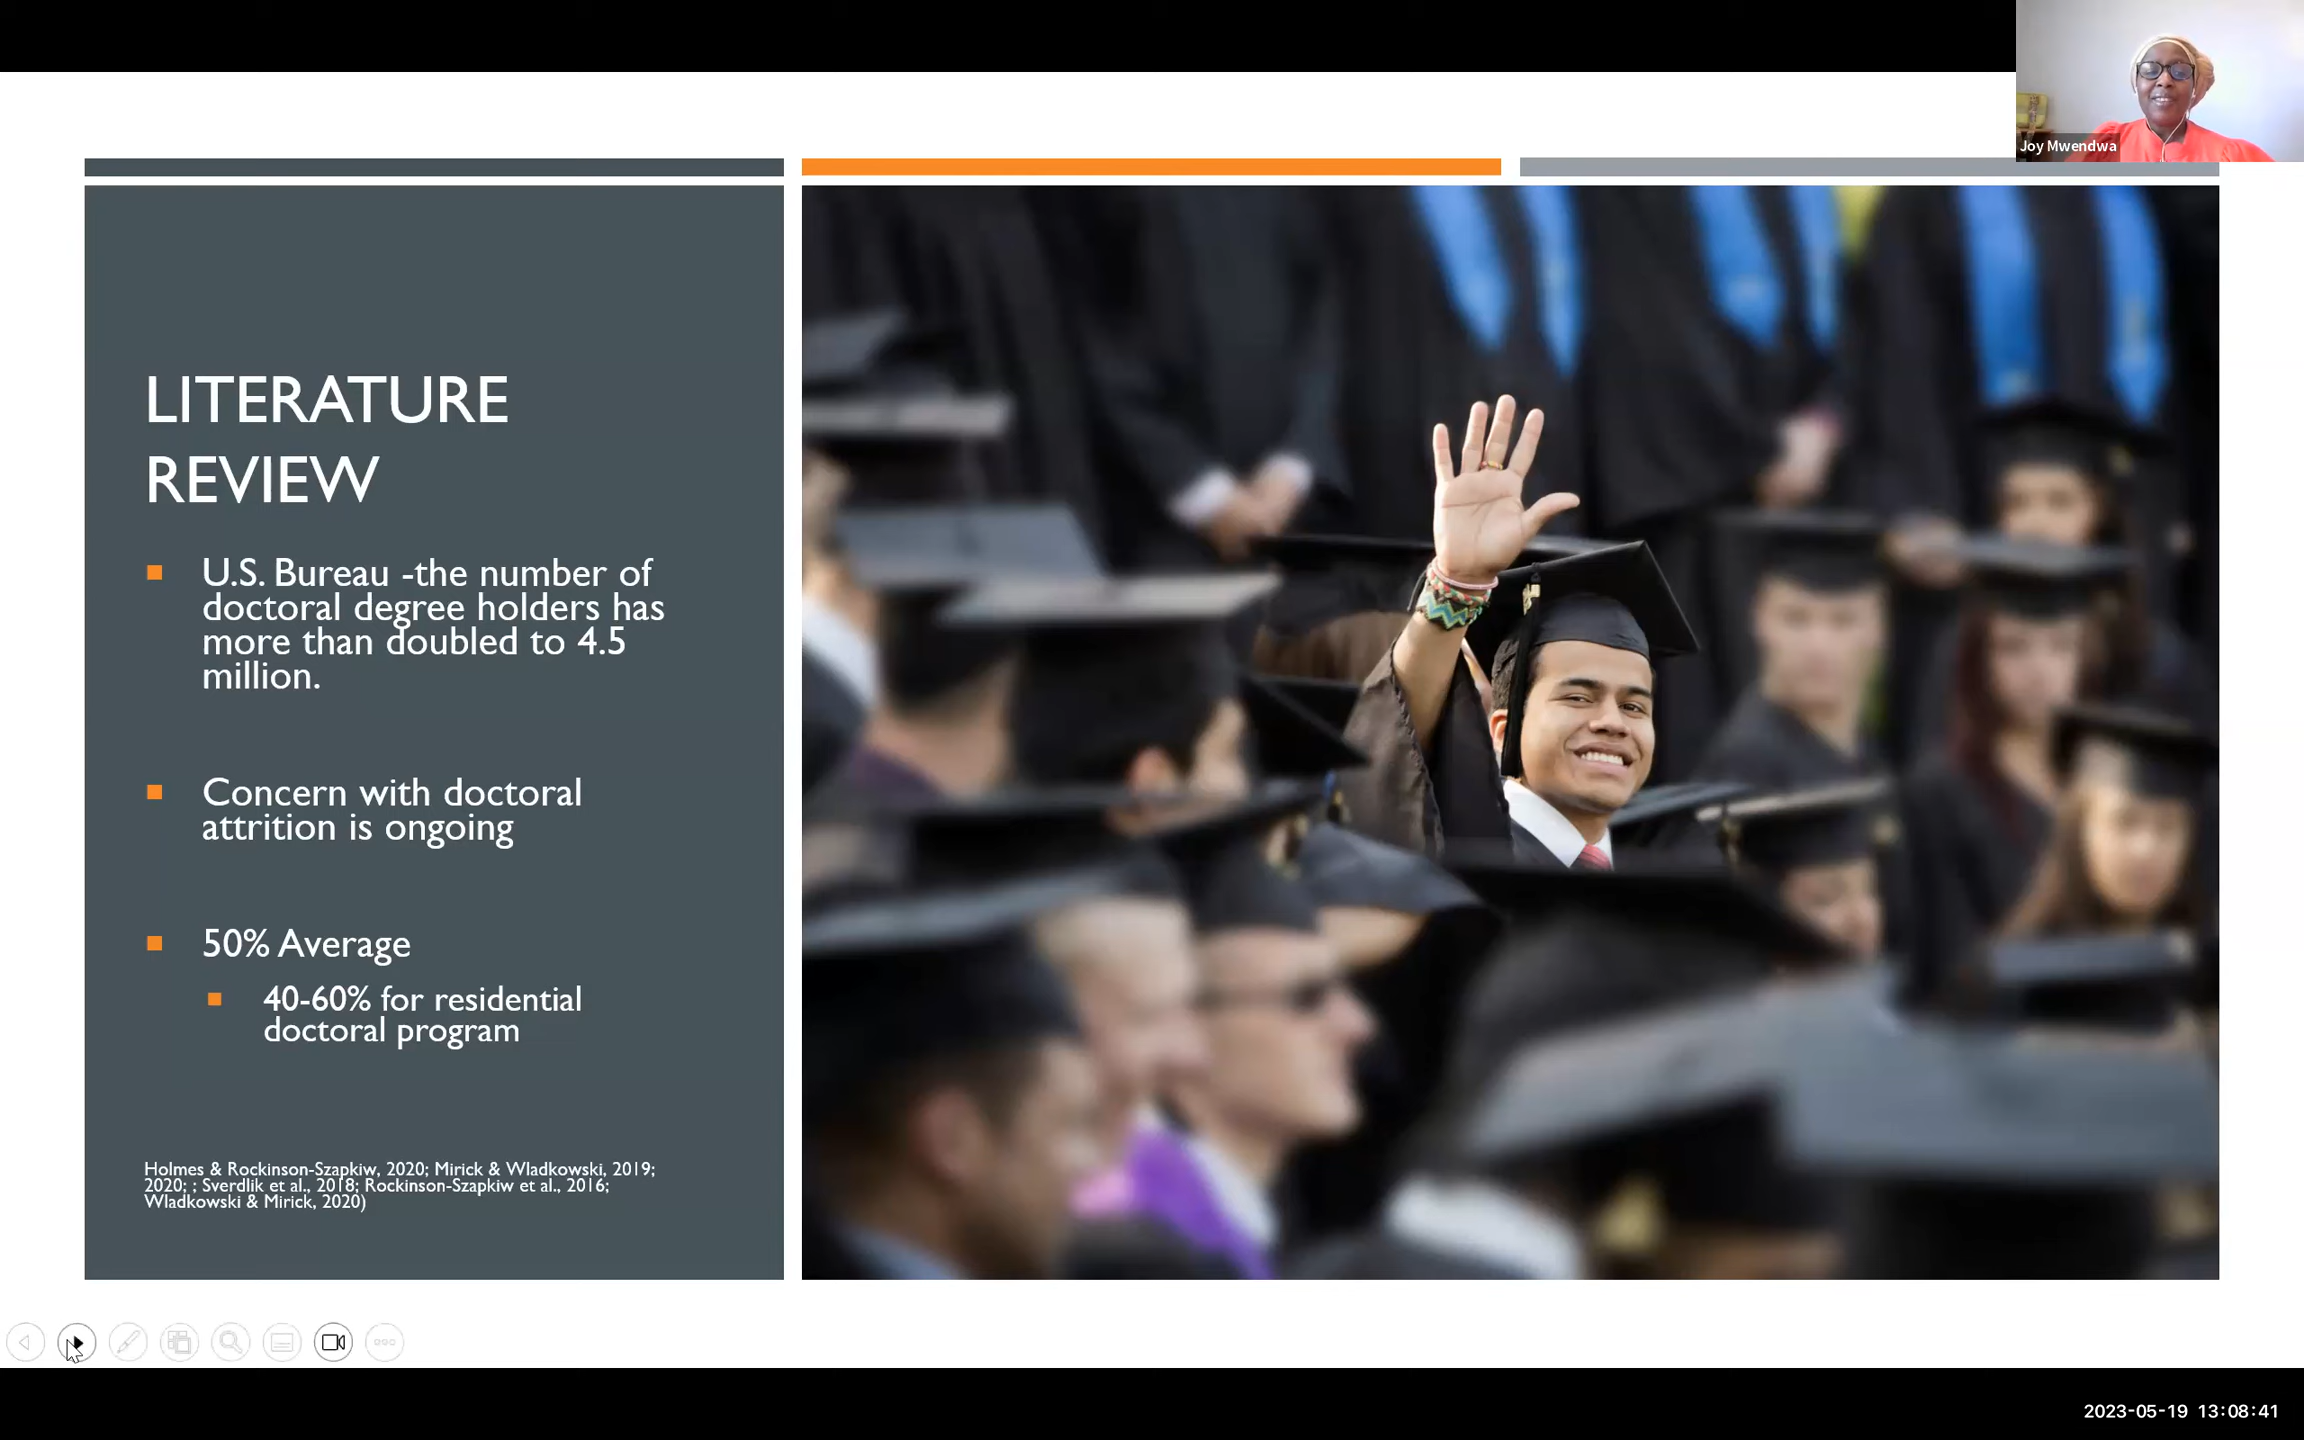 Joy Mwendwa
LITERATURE
REVIEW
U.S. Bureau -the number of
doctoral degree holders has
more than doubled to 4.5
million.
Concern with doctoral
attrition is ongoing
50% Average
40-60% for residential
doctoral program
Holmes & Rockinson-Szapkiw, 2020; Mirick & Wladkowski, 2019;
2020; ; Sverdlik et al., 2018; Rockinson-Szapkiw et al., 2016;
Wladkowski & Mirick, 2020)
2023-05-19 13:08:41